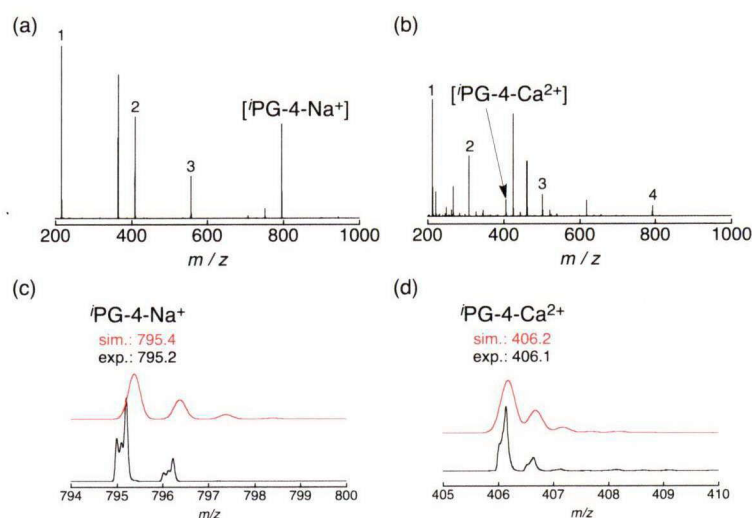 (a)
1
2
3
[ⁱPG-4-Na⁺]
200 400 600 800 1000
m / z
(b)
1
[ⁱPG-4-Ca²⁺]
2
3
4
200 400 600 800 1000
m / z
(c)
ⁱPG-4-Na⁺
sim.: 795.4
exp.: 795.2
794 795 796 797 798 799 800
m/z
(d)
ⁱPG-4-Ca²⁺
sim.: 406.2
exp.: 406.1
405 406 407 408 409 410
m/z